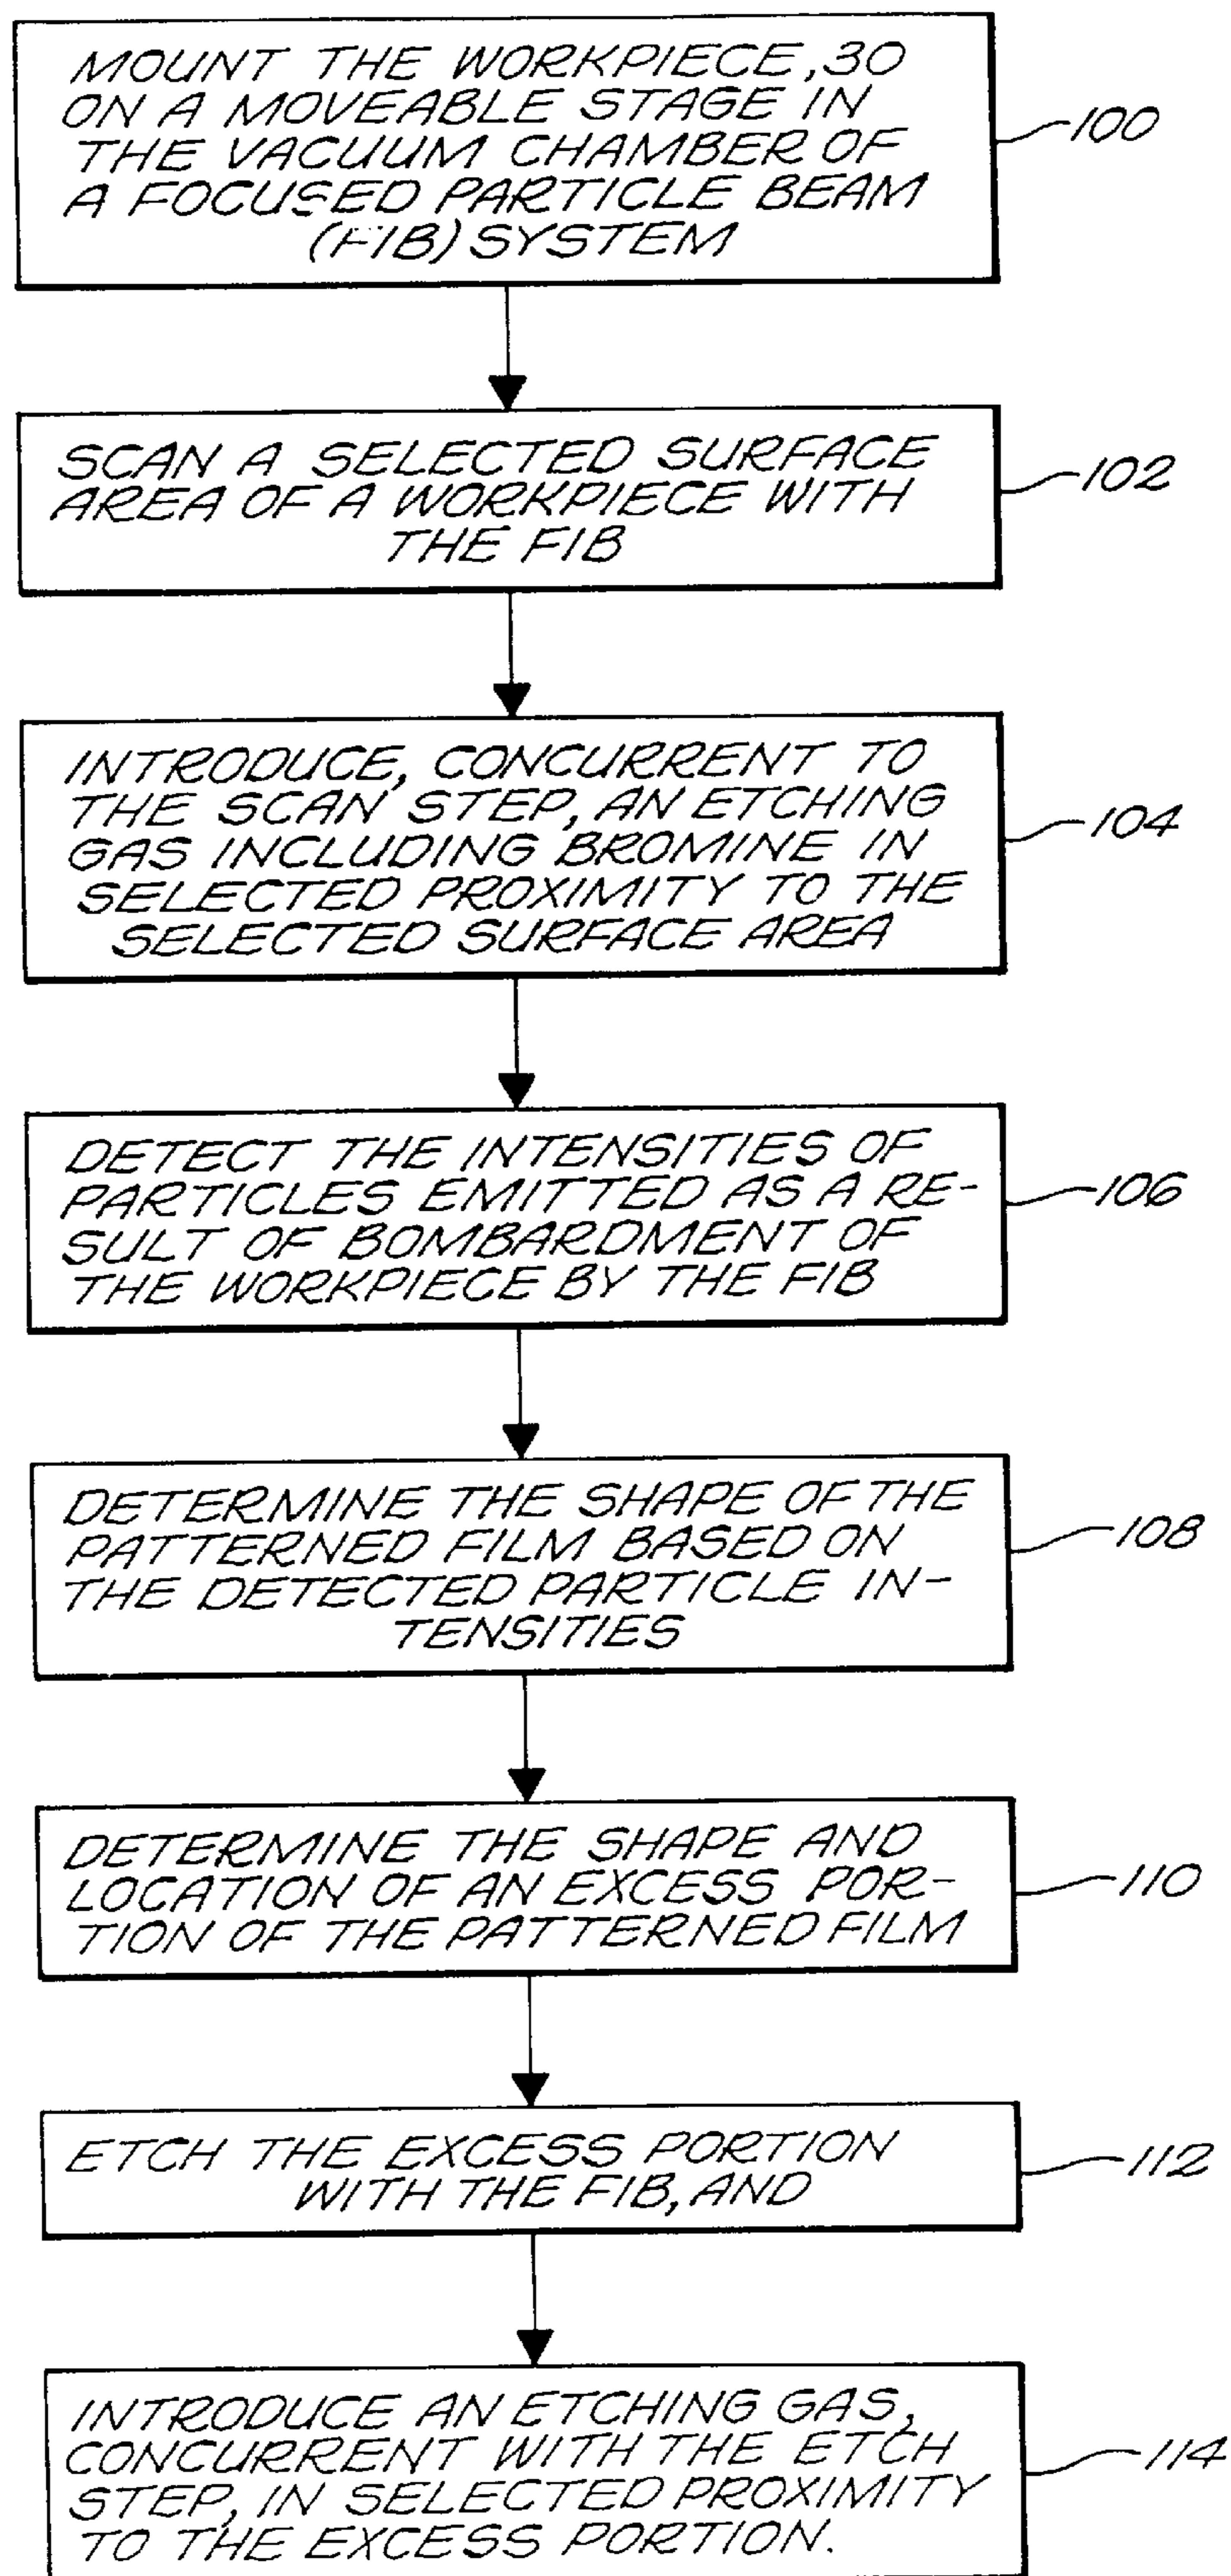 MOUNT THE WORKPIECE, 30
ON A MOVEABLE STAGE IN
THE VACUUM CHAMBER OF
A FOCUSED PARTICLE BEAM
(FIB) SYSTEM
100
SCAN A SELECTED SURFACE
AREA OF A WORKPIECE WITH
THE FIB
102
INTRODUCE, CONCURRENT TO
THE SCAN STEP, AN ETCHING
GAS INCLUDING BROMINE IN
SELECTED PROXIMITY TO THE
SELECTED SURFACE AREA
104
DETECT THE INTENSITIES OF
PARTICLES EMITTED AS A RE-
SULT OF BOMBARDMENT OF
THE WORKPIECE BY THE FIB
106
DETERMINE THE SHAPE OF THE
PATTERNED FILM BASED ON
THE DETECTED PARTICLE IN-
TENSITIES
108
DETERMINE THE SHAPE AND
LOCATION OF AN EXCESS POR-
TION OF THE PATTERNED FILM
110
ETCH THE EXCESS PORTION
WITH THE FIB, AND
112
INTRODUCE AN ETCHING GAS,
CONCURRENT WITH THE ETCH
STEP, IN SELECTED PROXIMITY
TO THE EXCESS PORTION.
114